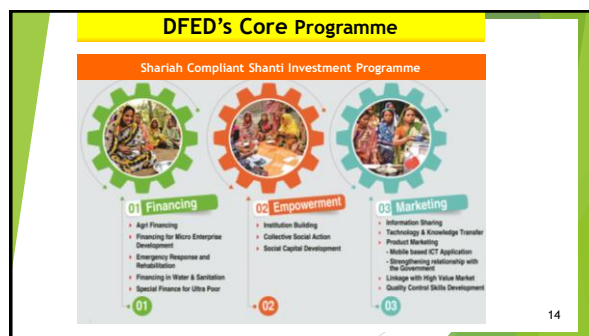 DFED's Core Programme
Shariah Compliant Shanti Investment Programme
01 Financing
Agri Financing
Financing for Micro Enterprise
Development
Emergency Response and
Rehabilitation
Financing in Water & Sanitation
Special Finance for Ultra Poor
01
02 Empowerment
Institution Building
Collective Social Action
Social Capital Development
02
03 Marketing
Information Sharing
Technology & Knowledge Transfer
Product Marketing
- Mobile based ICT Application
- Strengthening relationship with
the Government
Linkage with High Value Market
Quality Control Skills Development
03
14